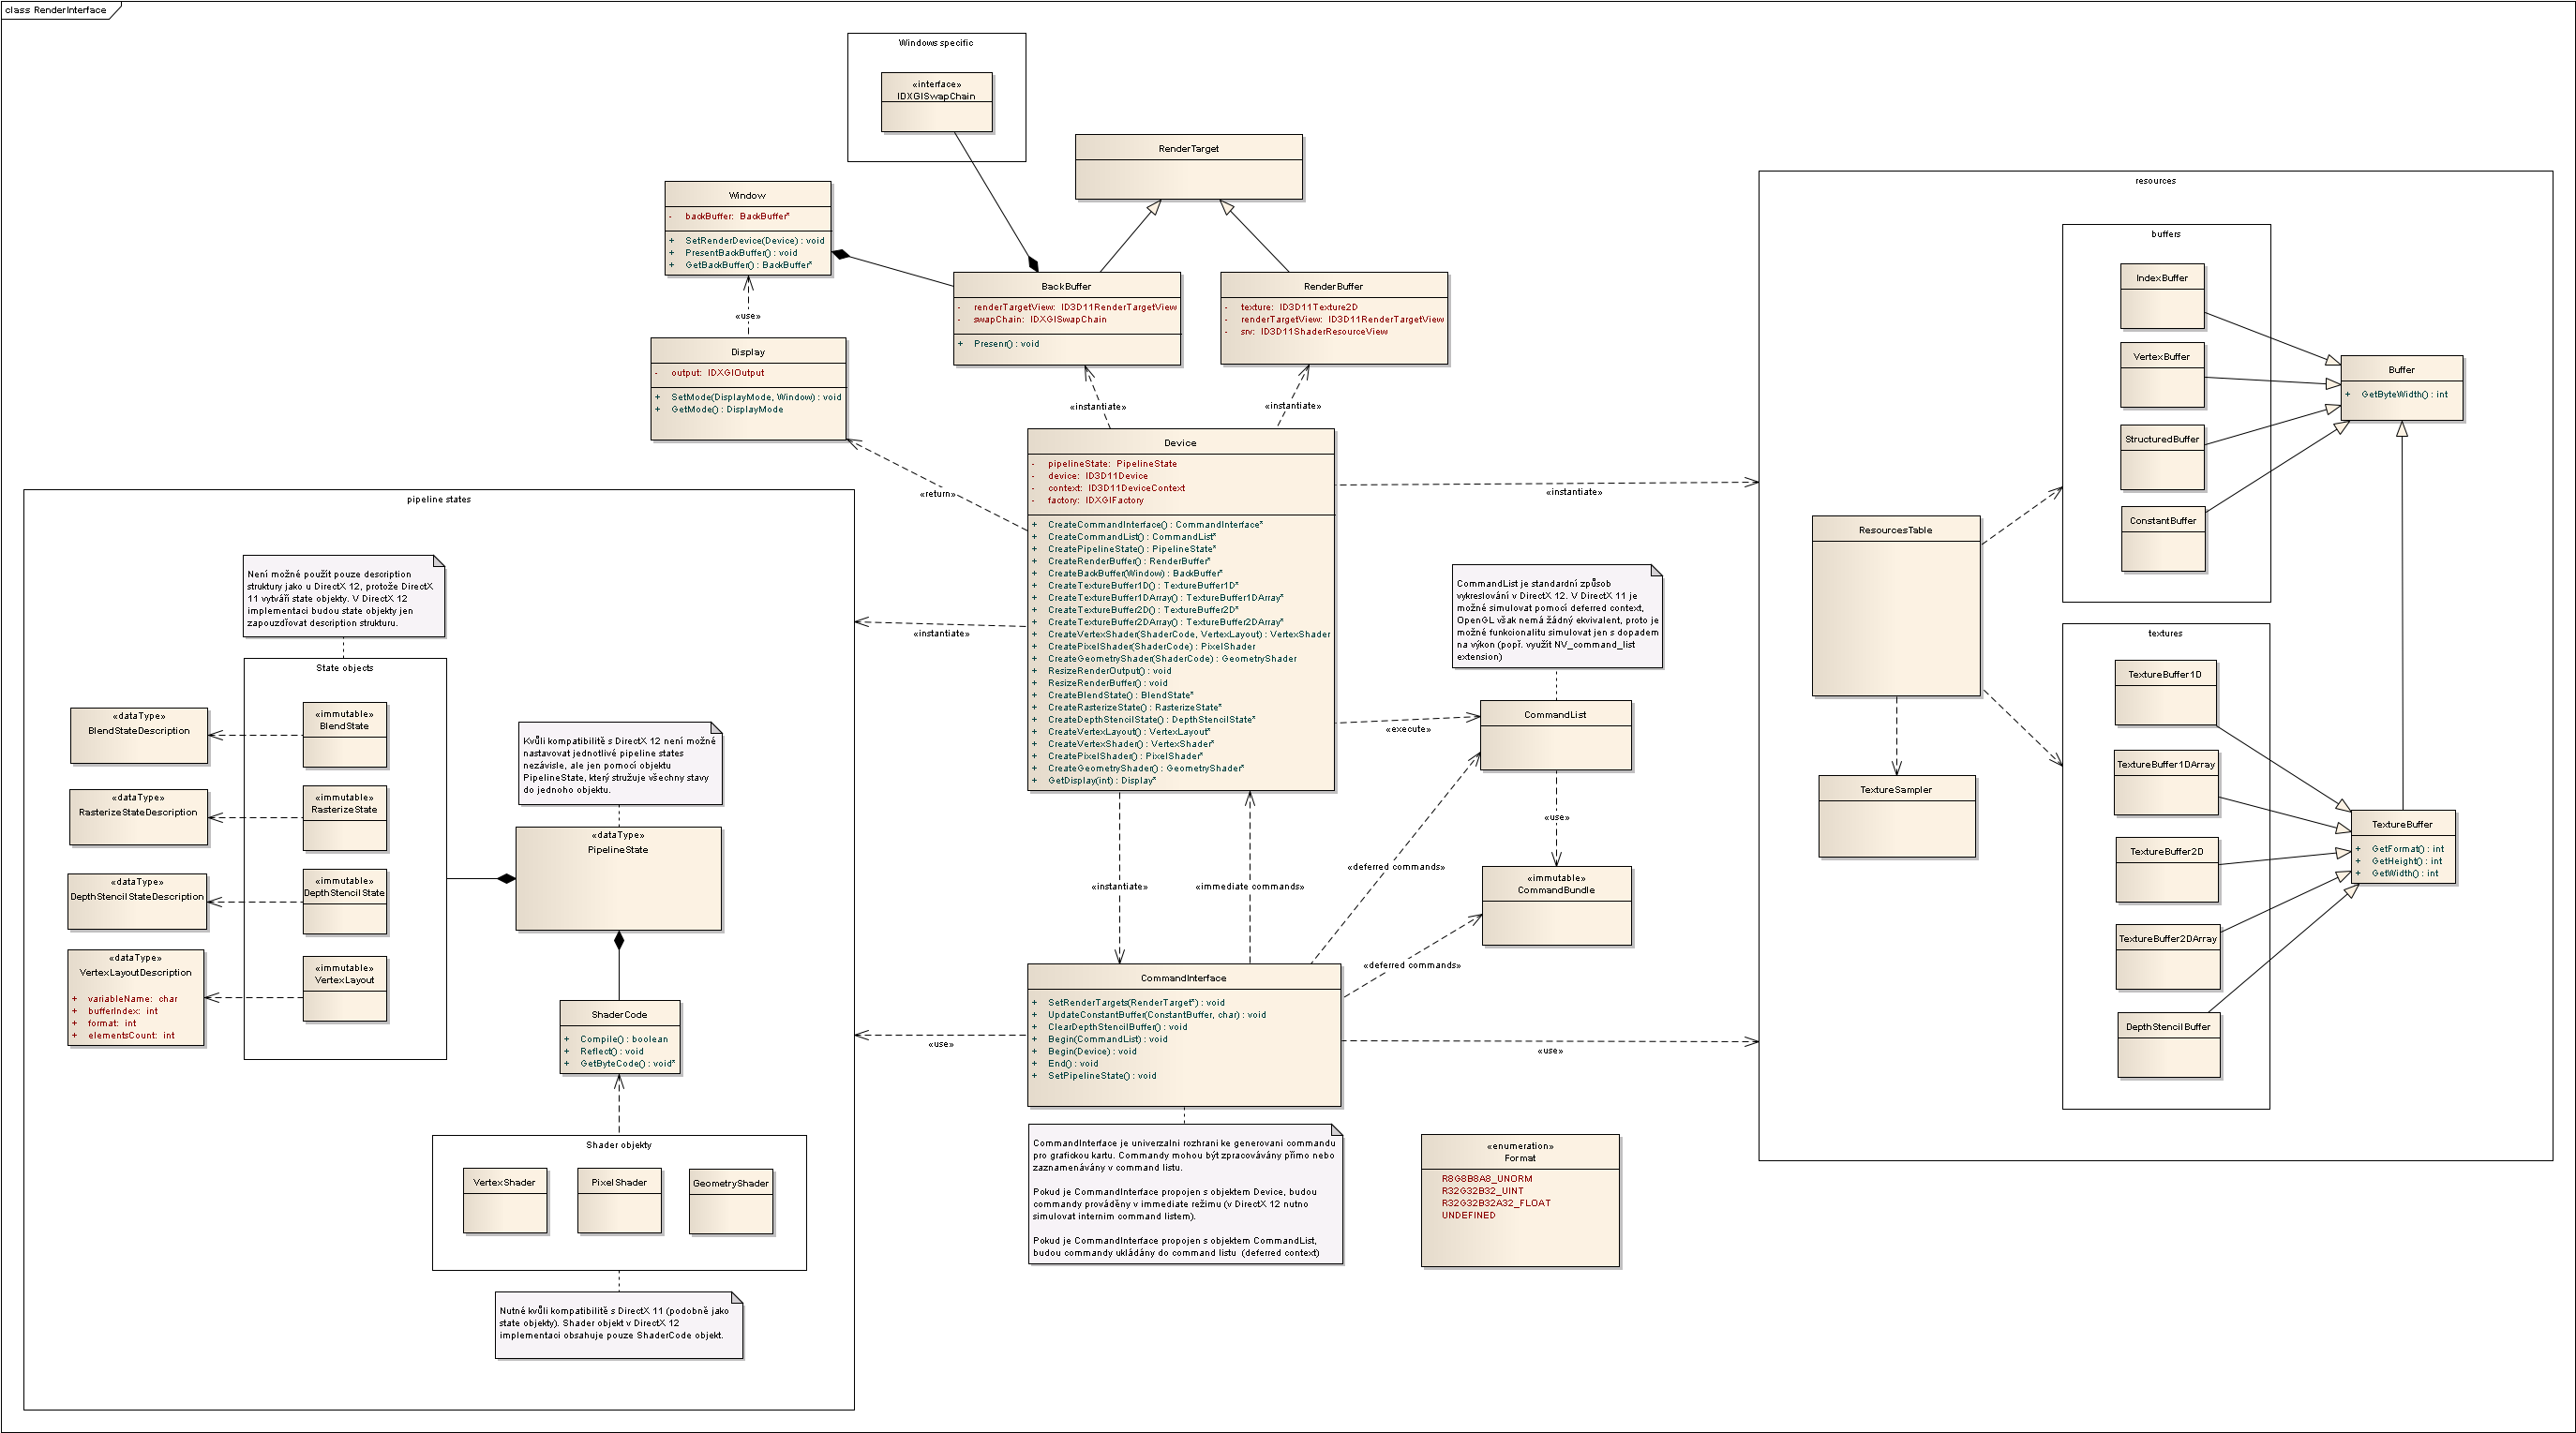 class RenderInterface
Windows specific
«interface»
IDXGISwapChain
RenderTarget
Window
- backBuffer: BackBuffer*
+ SetRenderDevice(Device) : void
+ PresentBackBuffer() : void
+ GetBackBuffer() : BackBuffer*
BackBuffer
- renderTargetView: ID3D11RenderTargetView
- swapChain: IDXGISwapChain
+ Presenr() : void
RenderBuffer
- texture: ID3D11Texture2D
- renderTargetView: ID3D11RenderTargetView
- srv: ID3D11ShaderResourceView
«use»
Display
- output: IDXGIOutput
+ SetMode(DisplayMode, Window) : void
+ GetMode() : DisplayMode
«instantiate»
«instantiate»
«return»
Device
- pipelineState: PipelineState
- device: ID3D11Device
- context: ID3D11DeviceContext
- factory: IDXGIFactory
+ CreateCommandInterface() : CommandInterface*
+ CreateCommandList() : CommandList*
+ CreatePipelineState() : PipelineState*
+ CreateRenderBuffer() : RenderBuffer*
+ CreateBackBuffer(Window) : BackBuffer*
+ CreateTextureBuffer1D() : TextureBuffer1D*
+ CreateTextureBuffer1DArray() : TextureBuffer1DArray*
+ CreateTextureBuffer2D() : TextureBuffer2D*
+ CreateTextureBuffer2DArray() : TextureBuffer2DArray*
+ CreateVertexShader(ShaderCode, VertexLayout) : VertexShader
+ CreatePixelShader(ShaderCode) : PixelShader
+ CreateGeometryShader(ShaderCode) : GeometryShader
+ ResizeRenderOutput() : void
+ ResizeRenderBuffer() : void
+ CreateBlendState() : BlendState*
+ CreateRasterizeState() : RasterizeState*
+ CreateDepthStencilState() : DepthStencilState*
+ CreateVertexLayout() : VertexLayout*
+ CreateVertexShader() : VertexShader*
+ CreatePixelShader() : PixelShader*
+ CreateGeometryShader() : GeometryShader*
+ GetDisplay(int) : Display*
«instantiate»
«instantiate»
pipeline states
Není možné použít pouze description
struktury jako u DirectX 12, protože DirectX
11 vytváří state objekty. V DirectX 12
implementaci budou state objekty jen
zapouzdřovat description strukturu.
State objects
«dataType»
BlendStateDescription
«immutable»
BlendState
«dataType»
RasterizeStateDescription
«immutable»
RasterizeState
«dataType»
DepthStencilStateDescription
«immutable»
DepthStencilState
«dataType»
VertexLayoutDescription
+ variableName: char
+ bufferIndex: int
+ format: int
+ elementsCount: int
«immutable»
VertexLayout
Kvůli kompatibilitě s DirectX 12 není možné
nastavovat jednotlivé pipeline states
nezávisle, ale jen pomocí objektu
PipelineState, který stružuje všechny stavy
do jednoho objektu.
«dataType»
PipelineState
ShaderCode
+ Compile() : boolean
+ Reflect() : void
+ GetByteCode() : void*
Shader objekty
VertexShader
PixelShader
GeometryShader
Nutné kvůli kompatibilitě s DirectX 11 (podobně jako
state objekty). Shader objekt v DirectX 12
implementaci obsahuje pouze ShaderCode objekt.
CommandList je standardní způsob
vykreslování v DirectX 12. V DirectX 11 je
možné simulovat pomocí deferred context,
OpenGL však nemá žádný ekvivalent, proto je
možné funkcionalitu simulovat jen s dopadem
na výkon (popř. využít NV_command_list
extension)
CommandList
«execute»
«use»
«deferred commands»
«immutable»
CommandBundle
«instantiate»
«immediate commands»
«deferred commands»
CommandInterface
+ SetRenderTargets(RenderTarget*) : void
+ UpdateConstantBuffer(ConstantBuffer, char) : void
+ ClearDepthStencilBuffer() : void
+ Begin(CommandList) : void
+ Begin(Device) : void
+ End() : void
+ SetPipelineState() : void
«use»
«use»
CommandInterface je univerzalni rozhrani ke generovani commandu
pro grafickou kartu. Commandy mohou být zpracovávány přímo nebo
zaznamenávány v command listu.
Pokud je CommandInterface propojen s objektem Device, budou
commandy prováděny v immediate režimu (v DirectX 12 nutno
simulovat internim command listem).
Pokud je CommandInterface propojen s objektem CommandList,
budou commandy ukládány do command listu (deferred context)
«enumeration»
Format
R8G8B8A8_UNORM
R32G32B32_UINT
R32G32B32A32_FLOAT
UNDEFINED
resources
buffers
IndexBuffer
VertexBuffer
StructuredBuffer
ConstantBuffer
Buffer
+ GetByteWidth() : int
ResourcesTable
TextureSampler
textures
TextureBuffer1D
TextureBuffer1DArray
TextureBuffer2D
TextureBuffer2DArray
DepthStencilBuffer
TextureBuffer
+ GetFormat() : int
+ GetHeight() : int
+ GetWidth() : int